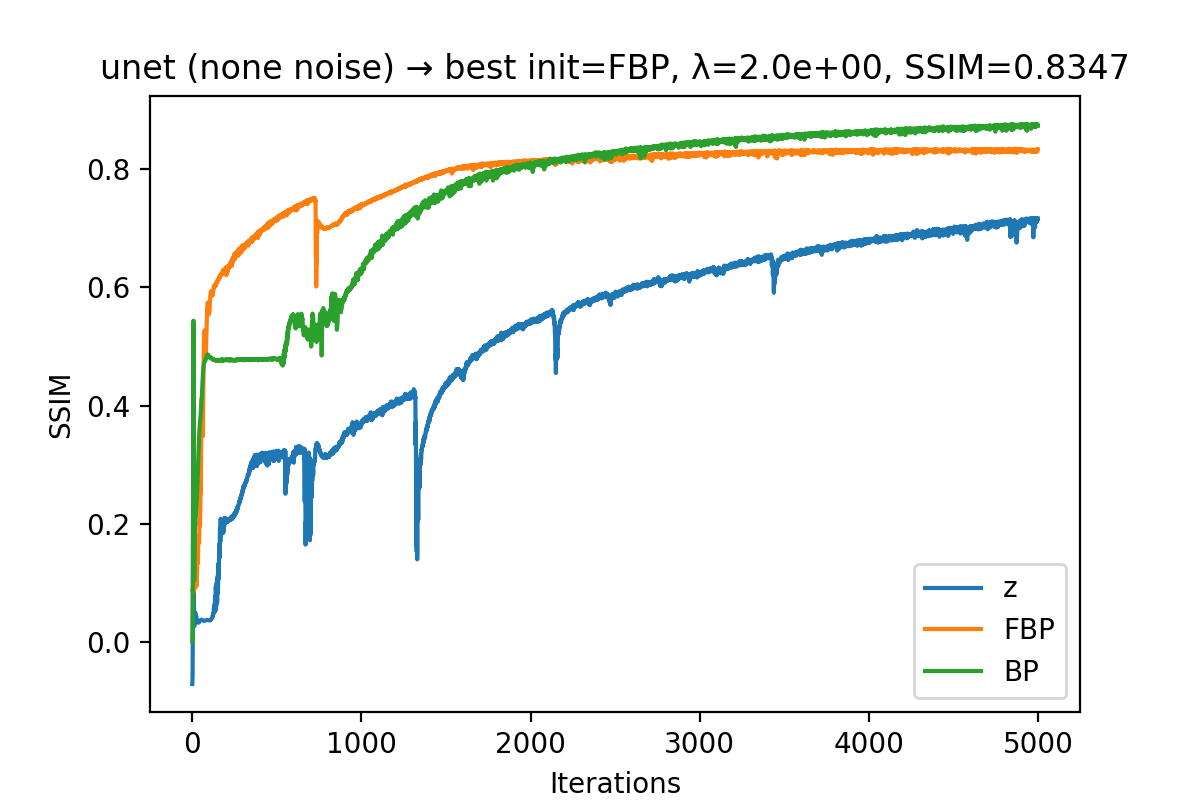 unet (none noise) → best init=FBP, λ=2.0e+00, SSIM=0.8347
SSIM
0.8
0.6
0.4
0.2
0.0
z
FBP
BP
0 1000 2000 3000 4000 5000
Iterations